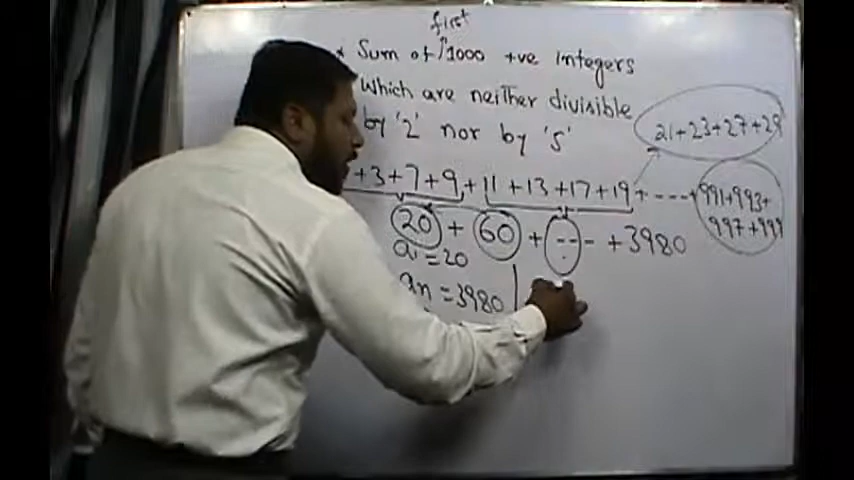 first
* Sum of 1000 +ve Integers
Which are neither divisible
by '2' nor by '5'
21+23+27+29
+3+7+9+11+13+17+19+ ---+
991+993+
997+999
20 + 60 + --- +3980
a1=20
an=3980